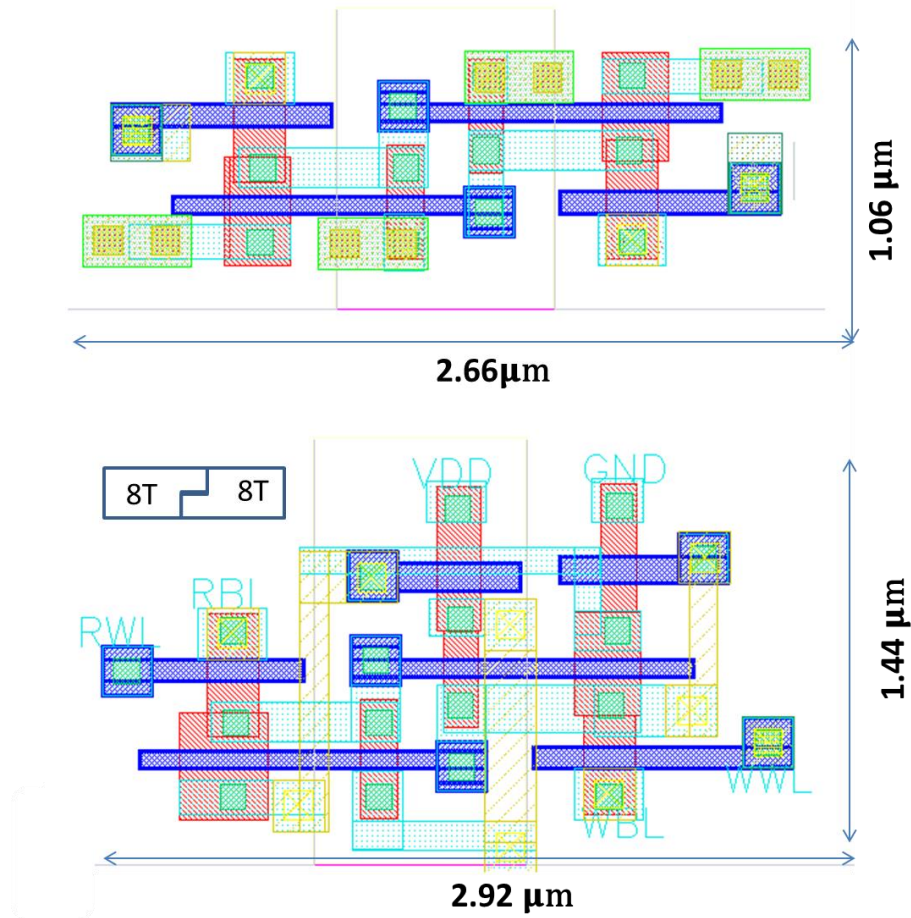 1.06 μm
2.66μm
8T 8T
VDD GND
RBL
RWL
1.44 μm
WWL
WBL
2.92 μm